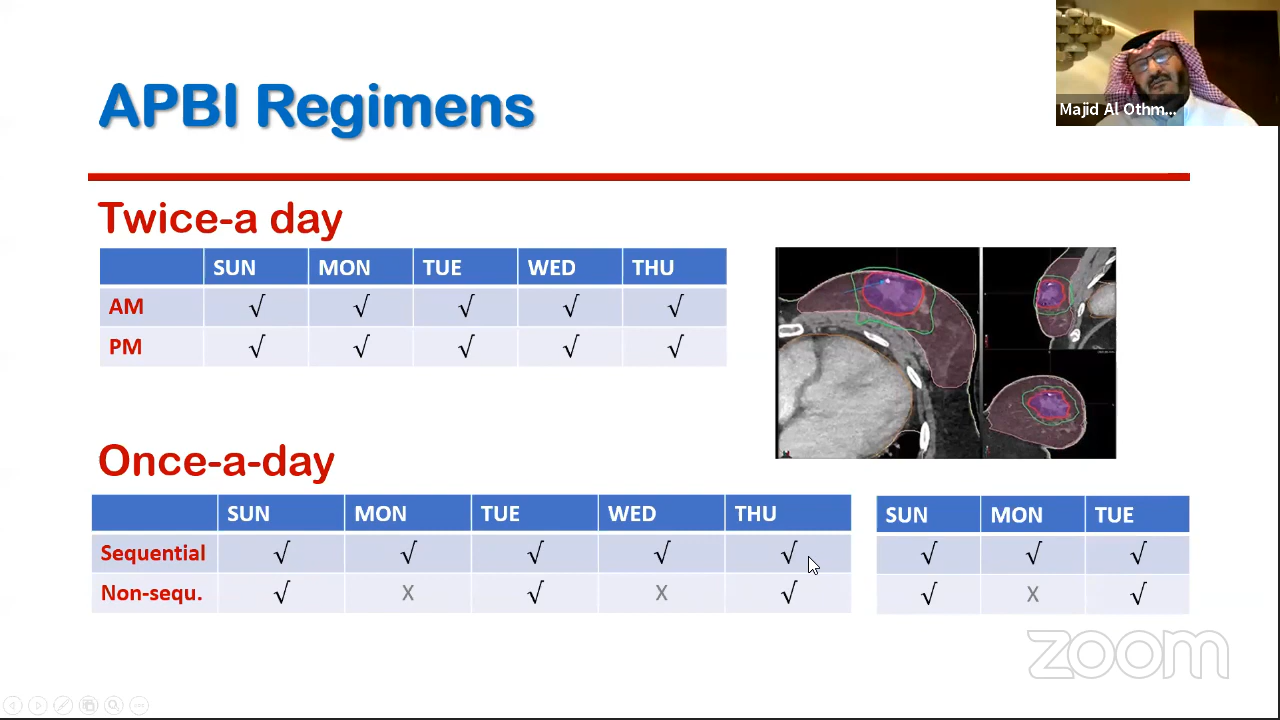 Majid Al Othm...
APBI Regimens
Twice-a day
SUN MON TUE WED THU
AM √ √ √ √ √
PM √ √ √ √ √
Once-a-day
SUN MON TUE WED THU SUN MON TUE
Sequential √ √ √ √ √ √ √ √
Non-sequ. √ X √ X √ √ X √
zoom